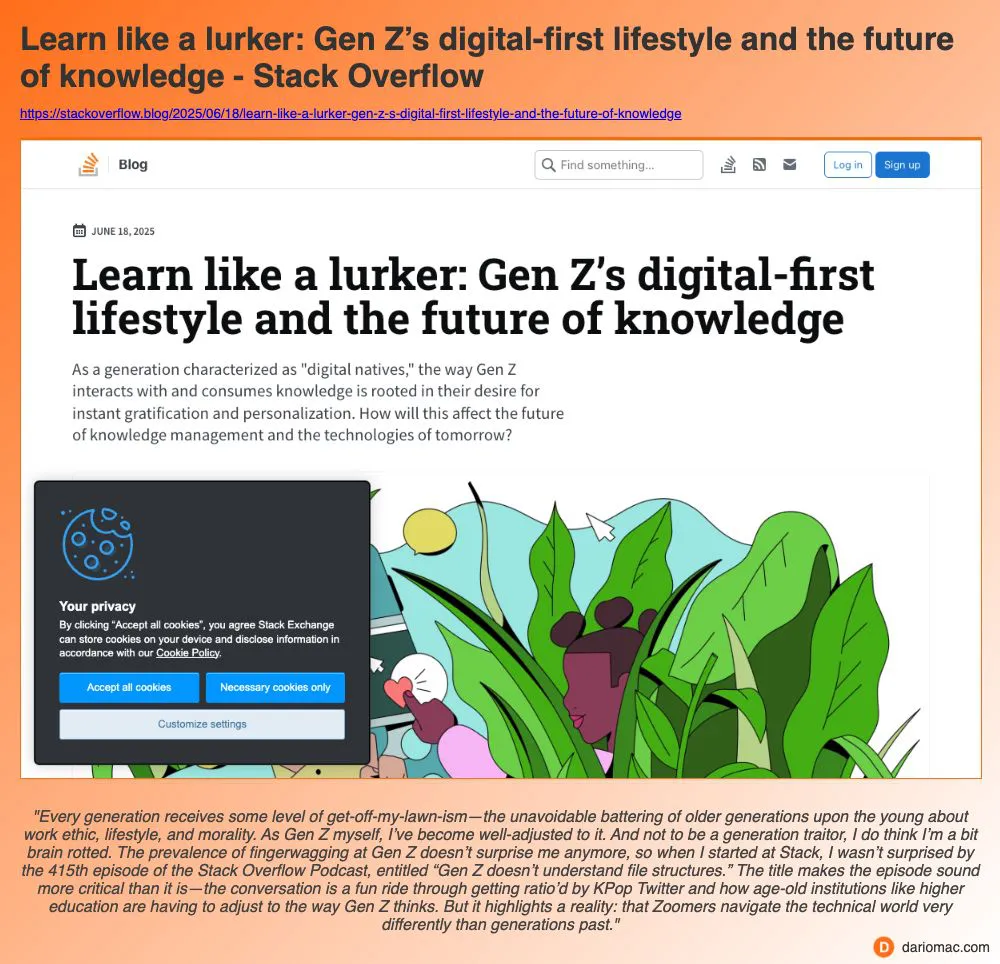 Learn like a lurker: Gen Z’s digital-first lifestyle and the future
of knowledge - Stack Overflow
https://stackoverflow.blog/2025/06/18/learn-like-a-lurker-gen-z-s-digital-first-lifestyle-and-the-future-of-knowledge
Blog
Find something...
Log in
Sign up
JUNE 18, 2025
Learn like a lurker: Gen Z’s digital-first
lifestyle and the future of knowledge
As a generation characterized as "digital natives," the way Gen Z
interacts with and consumes knowledge is rooted in their desire for
instant gratification and personalization. How will this affect the future
of knowledge management and the technologies of tomorrow?
Your privacy
By clicking “Accept all cookies”, you agree Stack Exchange
can store cookies on your device and disclose information in
accordance with our Cookie Policy.
Accept all cookies
Necessary cookies only
Customize settings
"Every generation receives some level of get-off-my-lawn-ism—the unavoidable battering of older generations upon the young about
work ethic, lifestyle, and morality. As Gen Z myself, I’ve become well-adjusted to it. And not to be a generation traitor, I do think I’m a bit
brain rotted. The prevalence of fingerwagging at Gen Z doesn’t surprise me anymore, so when I started at Stack, I wasn’t surprised by
the 415th episode of the Stack Overflow Podcast, entitled “Gen Z doesn’t understand file structures.” The title makes the episode sound
more critical than it is—the conversation is a fun ride through getting ratio’d by KPop Twitter and how age-old institutions like higher
education are having to adjust to the way Gen Z thinks. But it highlights a reality: that Zoomers navigate the technical world very
differently than generations past."
D dariomac.com